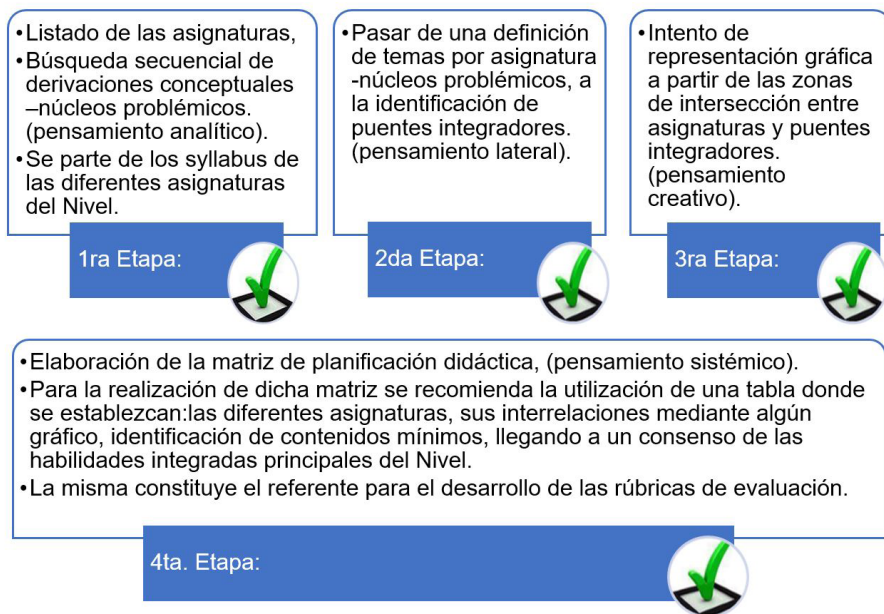 •Listado de las asignaturas,
•Búsqueda secuencial de
derivaciones conceptuales
–núcleos problémicos.
(pensamiento analítico).
•Se parte de los syllabus de
las diferentes asignaturas
del Nivel.
1ra Etapa:
•Pasar de una definición
de temas por asignatura
-núcleos problémicos, a
la identificación de
puentes integradores.
(pensamiento lateral).
2da Etapa:
•Intento de
representación gráfica
a partir de las zonas
de intersección entre
asignaturas y puentes
integradores.
(pensamiento
creativo).
3ra Etapa:
•Elaboración de la matriz de planificación didáctica, (pensamiento sistémico).
•Para la realización de dicha matriz se recomienda la utilización de una tabla donde
se establezcan:las diferentes asignaturas, sus interrelaciones mediante algún
gráfico, identificación de contenidos mínimos, llegando a un consenso de las
habilidades integradas principales del Nivel.
•La misma constituye el referente para el desarrollo de las rúbricas de evaluación.
4ta. Etapa: